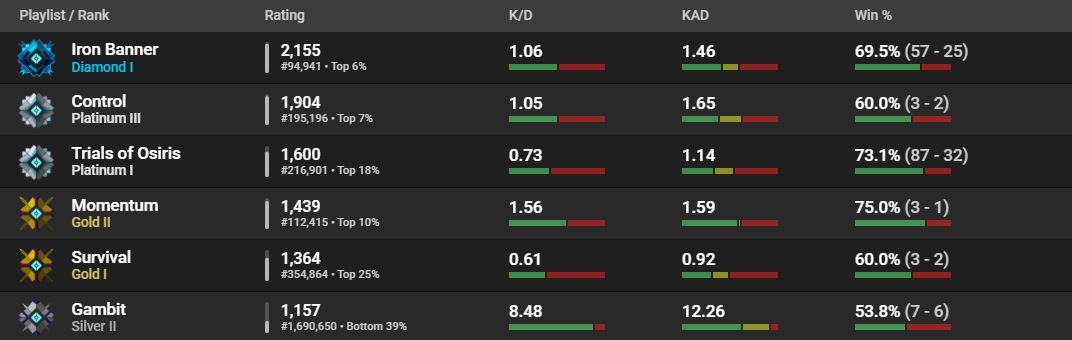 Playlist / Rank Rating K/D KAD Win %
Iron Banner 2,155 1.06 1.46 69.5% (57 - 25)
Diamond I #94,941 • Top 6%
Control 1,904 1.05 1.65 60.0% (3 - 2)
Platinum III #195,196 • Top 7%
Trials of Osiris 1,600 0.73 1.14 73.1% (87 - 32)
Platinum I #216,901 • Top 18%
Momentum 1,439 1.56 1.59 75.0% (3 - 1)
Gold II #112,415 • Top 10%
Survival 1,364 0.61 0.92 60.0% (3 - 2)
Gold I #354,864 • Top 25%
Gambit 1,157 8.48 12.26 53.8% (7 - 6)
Silver II #1,690,650 • Bottom 39%